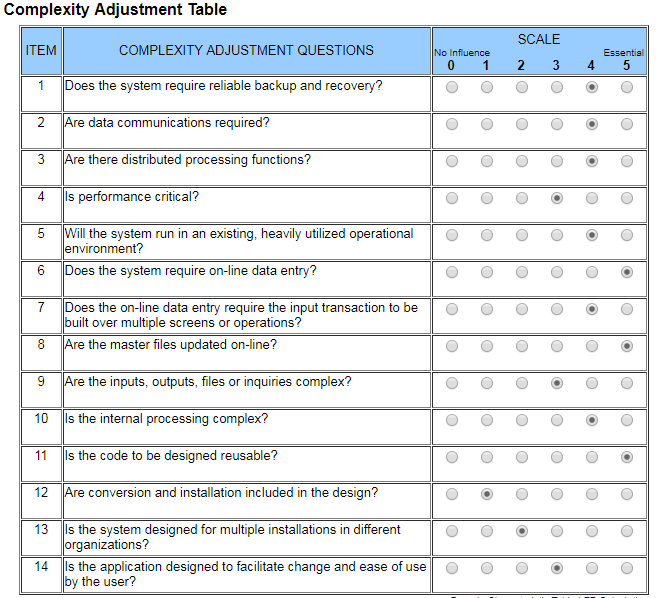 Complexity Adjustment Table
ITEM COMPLEXITY ADJUSTMENT QUESTIONS SCALE
No Influence Essential
0 1 2 3 4 5
1 Does the system require reliable backup and recovery?
2 Are data communications required?
3 Are there distributed processing functions?
4 Is performance critical?
5 Will the system run in an existing, heavily utilized operational
environment?
6 Does the system require on-line data entry?
7 Does the on-line data entry require the input transaction to be
built over multiple screens or operations?
8 Are the master files updated on-line?
9 Are the inputs, outputs, files or inquiries complex?
10 Is the internal processing complex?
11 Is the code to be designed reusable?
12 Are conversion and installation included in the design?
13 Is the system designed for multiple installations in different
organizations?
14 Is the application designed to facilitate change and ease of use
by the user?